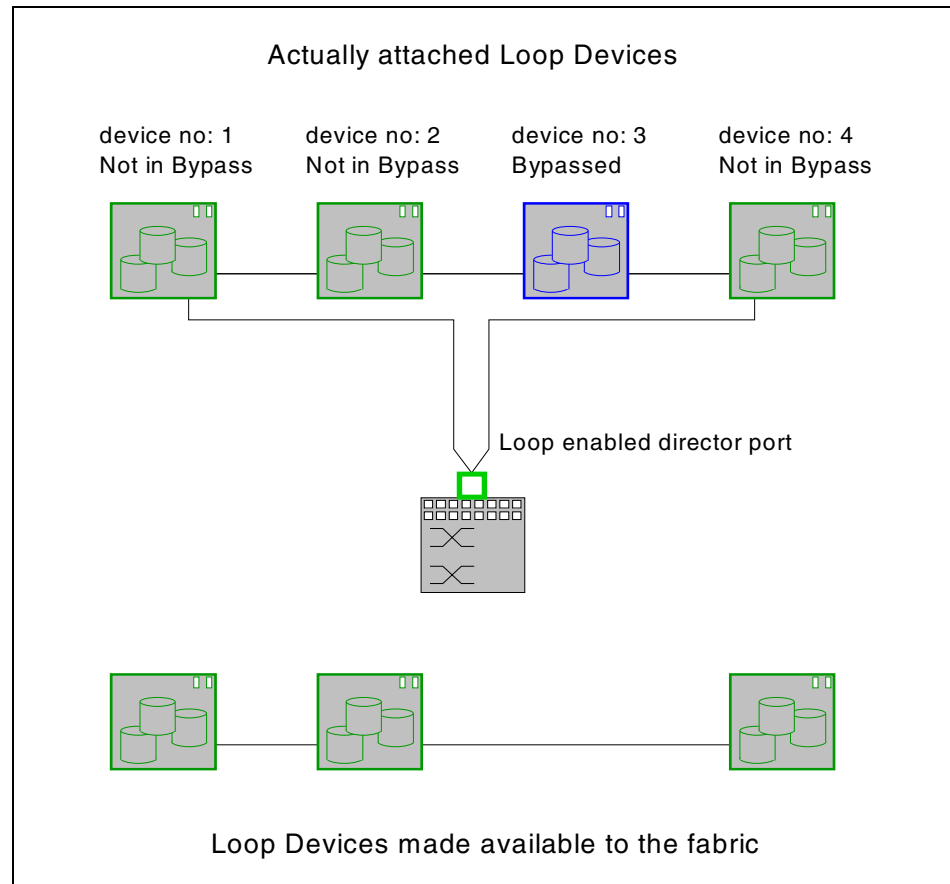 Actually attached Loop Devices
device no: 1
Not in Bypass
device no: 2
Not in Bypass
device no: 3
Bypassed
device no: 4
Not in Bypass
Loop enabled director port
Loop Devices made available to the fabric